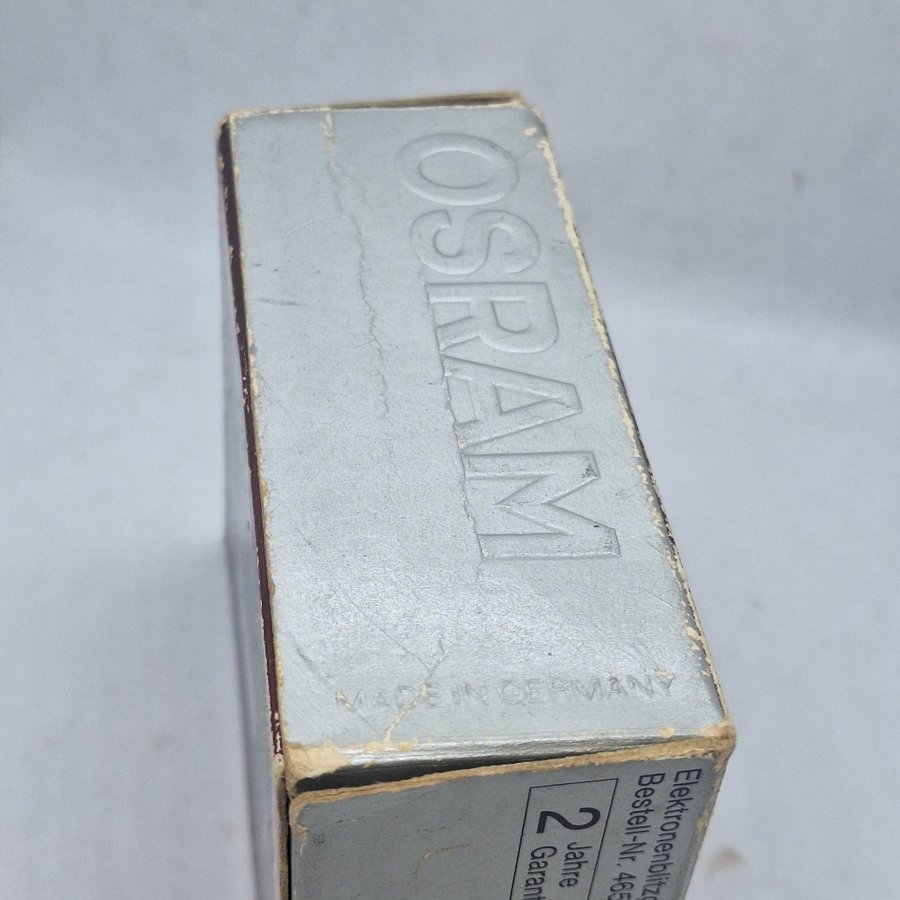 OSRAM
MADE IN GERMANY
Elektronenblitzg
Bestell-Nr. 465
2 Jahre
Garant